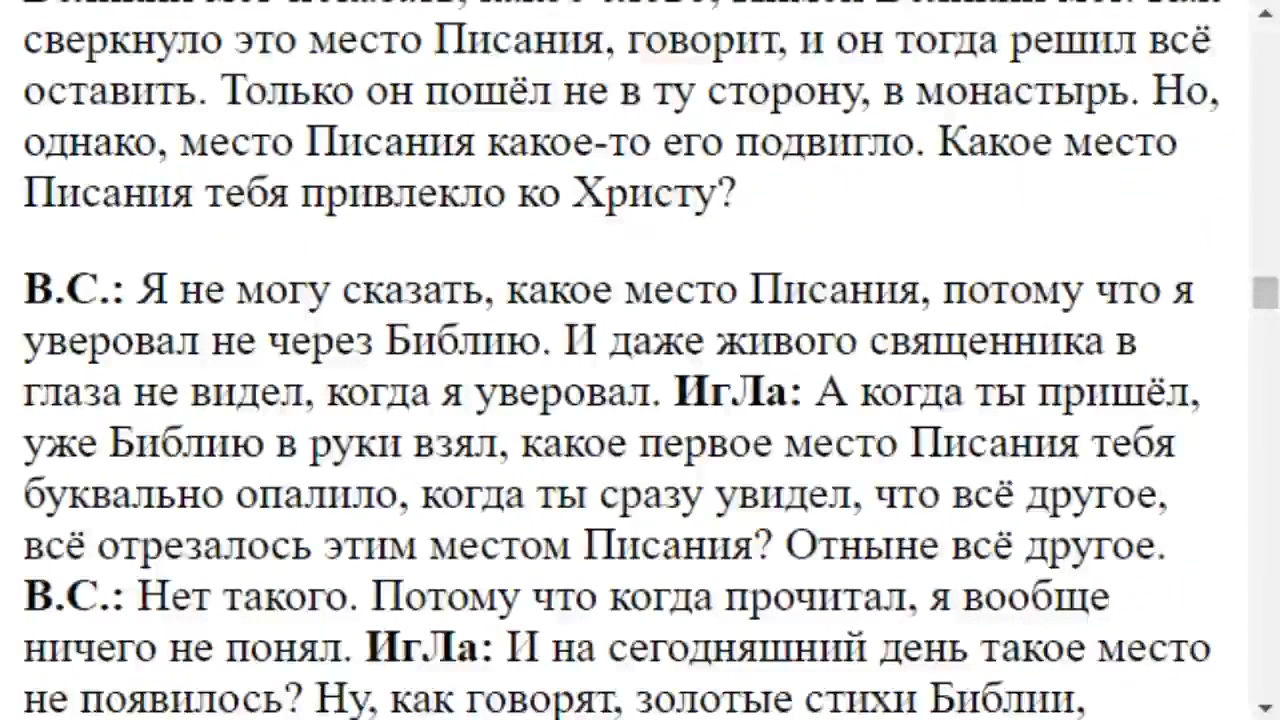 сверкнуло это место Писания, говорит, и он тогда решил всё
оставить. Только он пошёл не в ту сторону, в монастырь. Но,
однако, место Писания какое-то его подвигло. Какое место
Писания тебя привлекло ко Христу?
В.С.: Я не могу сказать, какое место Писания, потому что я
уверовал не через Библию. И даже живого священника в
глаза не видел, когда я уверовал. ИгЛа: А когда ты пришёл,
уже Библию в руки взял, какое первое место Писания тебя
буквально опалило, когда ты сразу увидел, что всё другое,
всё отрезалось этим местом Писания? Отныне всё другое.
В.С.: Нет такого. Потому что когда прочитал, я вообще
ничего не понял. ИгЛа: И на сегодняшний день такое место
не появилось? Ну, как говорят, золотые стихи Библии,